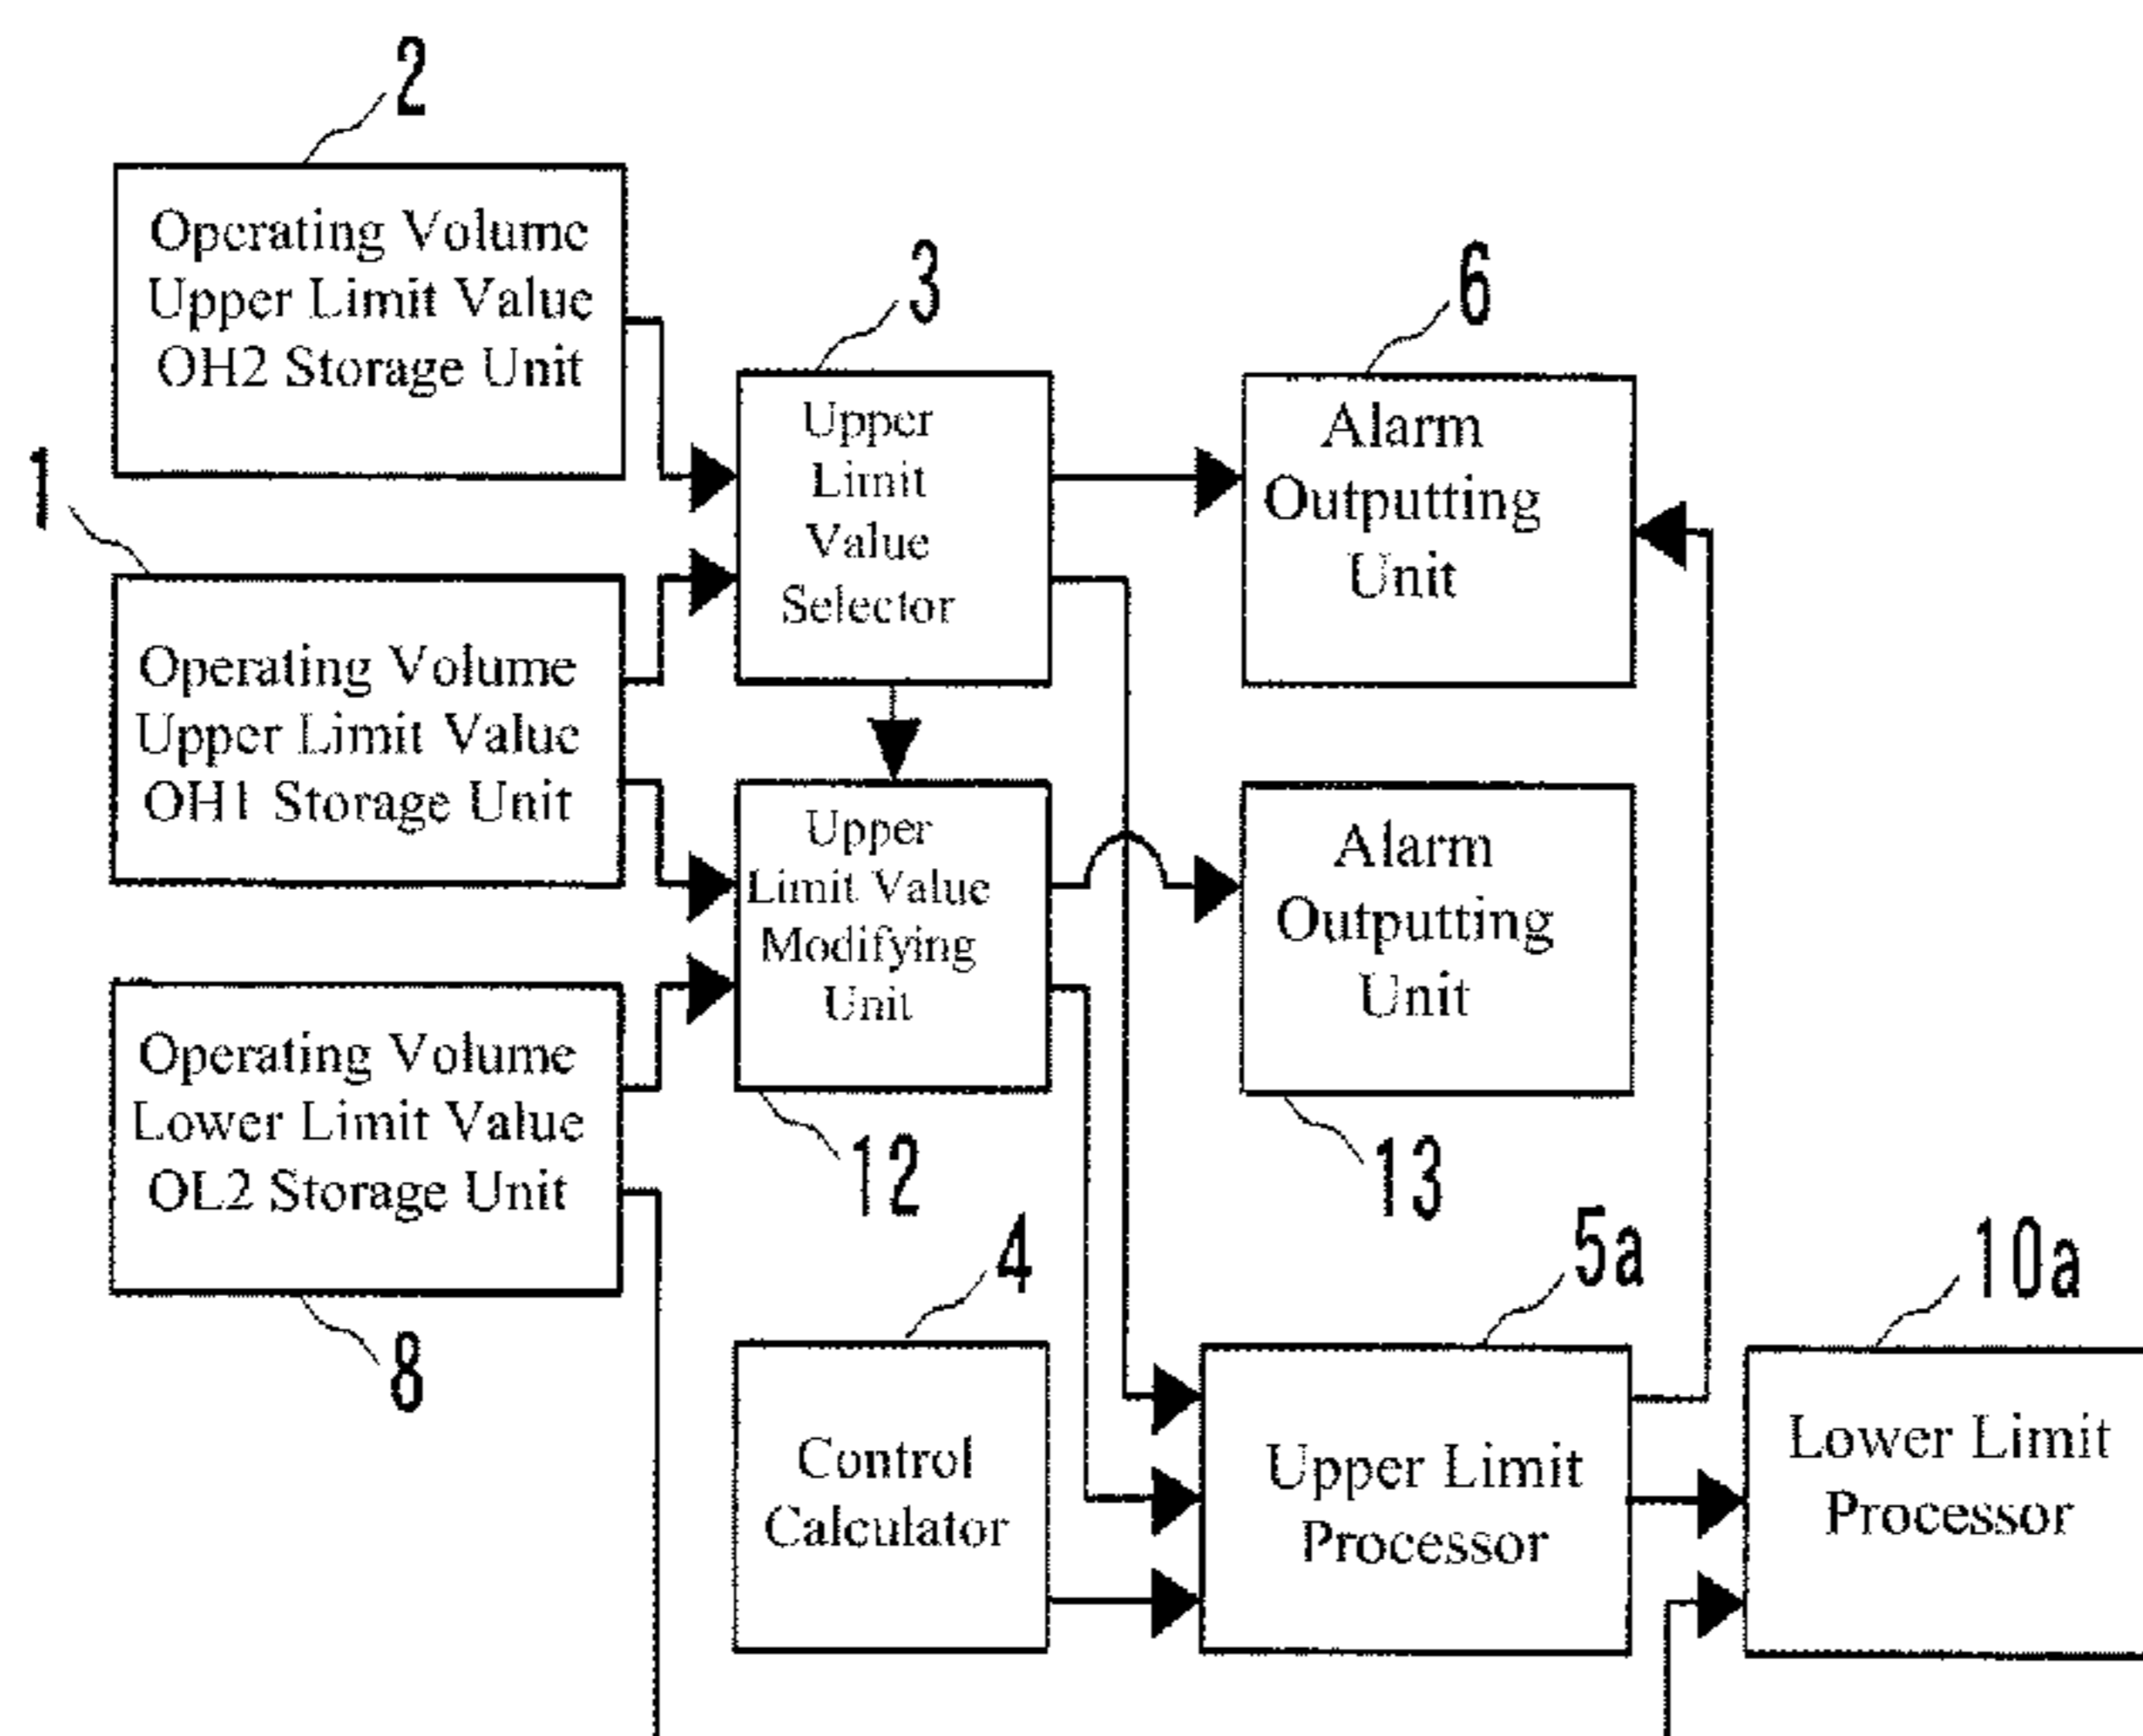 2
Operating Volume
Upper Limit Value
OH2 Storage Unit
3
Upper
Limit
Value
Selector
6
Alarm
Outputting
Unit
1
Operating Volume
Upper Limit Value
OH1 Storage Unit
Upper
Limit Value
Modifying
Unit
12
Alarm
Outputting
Unit
13
Operating Volume
Lower Limit Value
OL2 Storage Unit
8
4
Control
Calculator
5a
Upper Limit
Processor
10a
Lower Limit
Processor